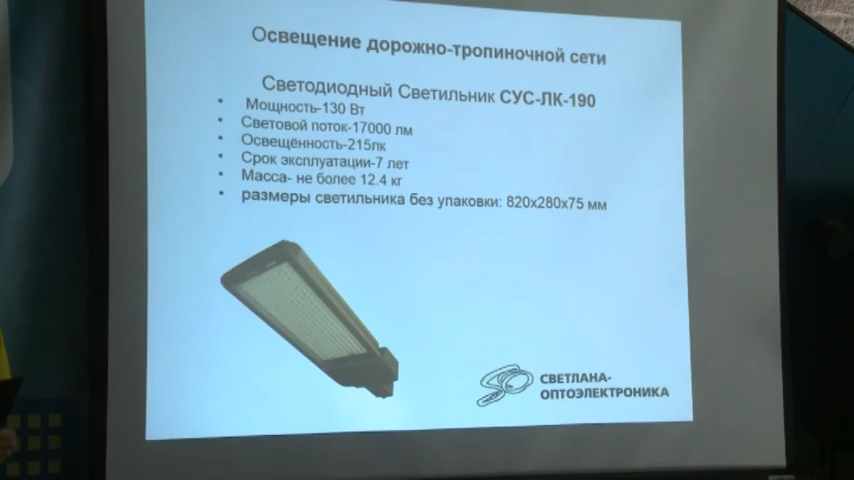 Освещение дорожно-тропиночной сети
Светодиодный Светильник СУС-ЛК-190
• Мощность-130 Вт
• Световой поток-17000 лм
• Освещённость-215лк
• Срок эксплуатации-7 лет
• Масса- не более 12.4 кг
• размеры светильника без упаковки: 820х280х75 мм
СВЕТЛАНА-
ОПТОЭЛЕКТРОНИКА